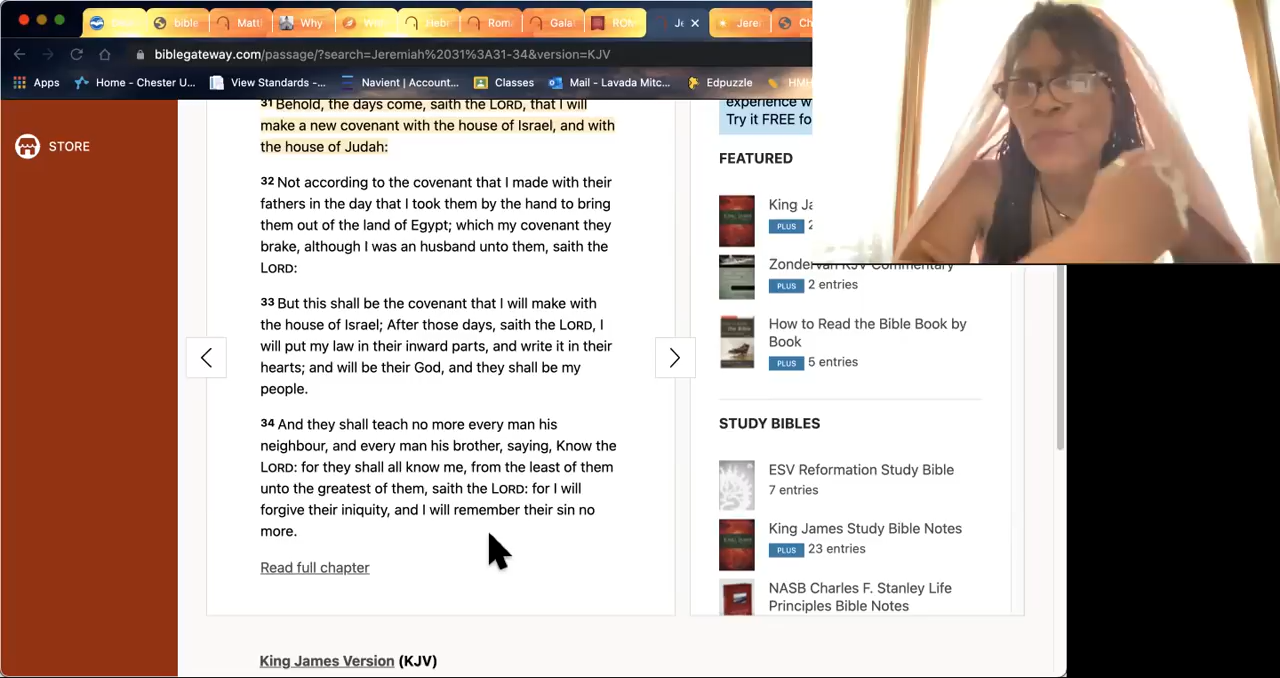 bible
Matt
Why
Rom
Gala
ROM
Je
Jere
Ch
biblegateway.com/passage/?search=Jeremiah%2031%3A31-34&version=KJV
Apps
Home - Chester U...
View Standards -...
Navient | Account...
Classes
Mail - Lavada Mitc...
Edpuzzle
HMH
STORE
31 Behold, the days come, saith the LORD, that I will
make a new covenant with the house of Israel, and with
the house of Judah:
32 Not according to the covenant that I made with their
fathers in the day that I took them by the hand to bring
them out of the land of Egypt; which my covenant they
brake, although I was an husband unto them, saith the
LORD:
33 But this shall be the covenant that I will make with
the house of Israel; After those days, saith the LORD, I
will put my law in their inward parts, and write it in their
hearts; and will be their God, and they shall be my
people.
34 And they shall teach no more every man his
neighbour, and every man his brother, saying, Know the
LORD: for they shall all know me, from the least of them
unto the greatest of them, saith the LORD: for I will
forgive their iniquity, and I will remember their sin no
more.
Read full chapter
King James Version (KJV)
experience w
Try it FREE fo
FEATURED
King Ja
PLUS 2
Zondervan KJV Commentary
PLUS 2 entries
How to Read the Bible Book by
Book
PLUS 5 entries
STUDY BIBLES
ESV Reformation Study Bible
7 entries
King James Study Bible Notes
PLUS 23 entries
NASB Charles F. Stanley Life
Principles Bible Notes